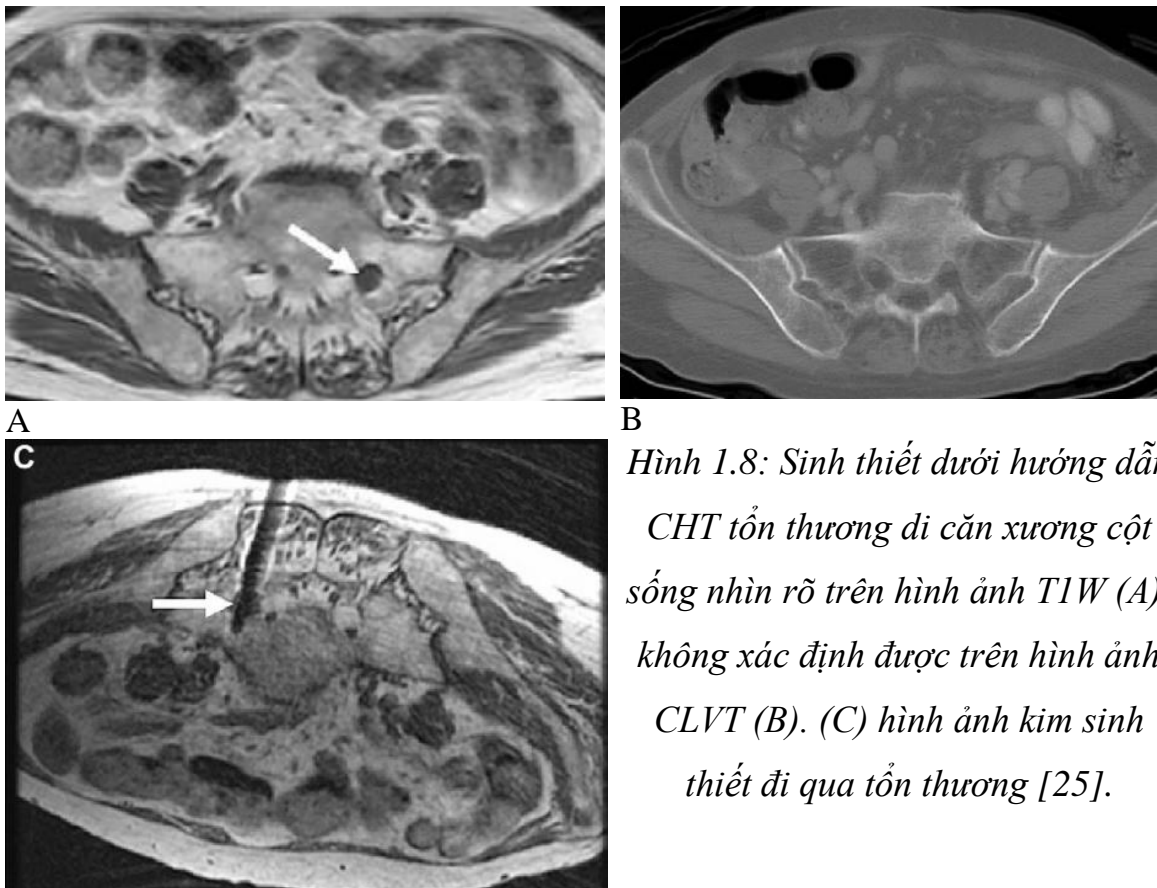 A
B
C
Hình 1.8: Sinh thiết dưới hướng dẫn
CHT tổn thương di căn xương cột
sống nhìn rõ trên hình ảnh T1W (A)
không xác định được trên hình ảnh
CLVT (B). (C) hình ảnh kim sinh
thiết đi qua tổn thương [25].